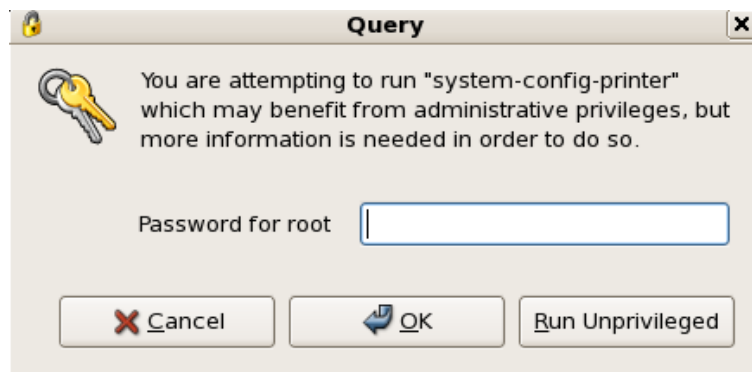 Query
You are attempting to run "system-config-printer"
which may benefit from administrative privileges, but
more information is needed in order to do so.
Password for root
Cancel
OK
Run Unprivileged